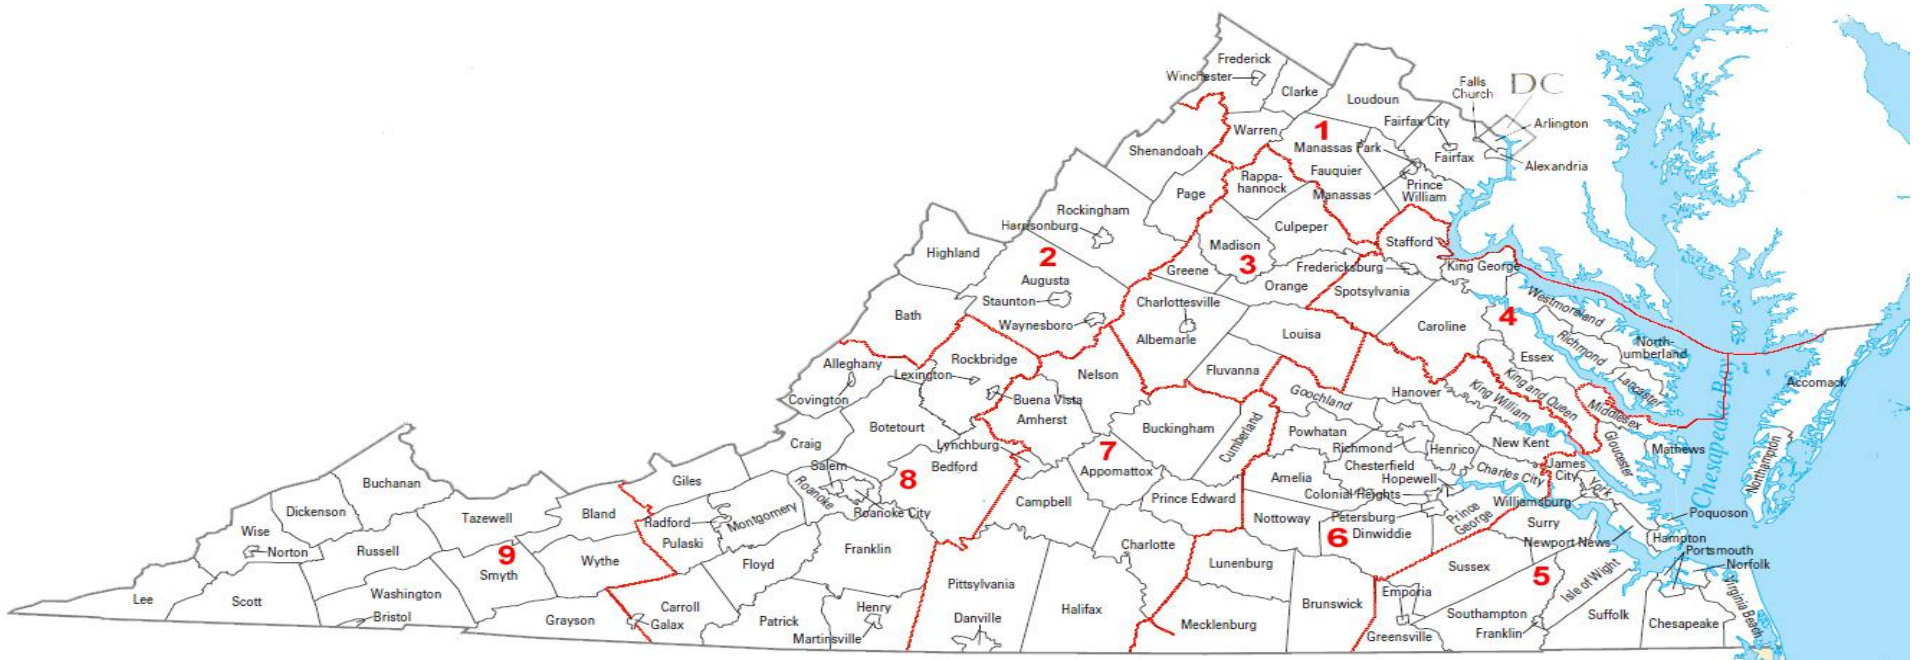 Frederick
Winchester
Clarke
Loudoun
Falls
Church
DC
Arlington
Fairfax City
Warren
1
Fairfax
Alexandria
Shenandoah
Manassas Park
Fauquier
Rappa-
hannock
Page
Manassas
Prince
William
Rockingham
Harrisonburg
Culpeper
Highland
Madison
Stafford
2
3
Augusta
Greene
Fredericksburg
King George
Orange
Staunton
Charlottesville
Spotsylvania
Westmoreland
Bath
Waynesboro
4
Caroline
Albemarle
Louisa
Richmond
North-
umberland
Rockbridge
Essex
Alleghany
Lexington
Nelson
Fluvanna
Lancaster
Accomack
Covington
Buena Vista
Goochland
Hanover
King and Queen
King William
Middlesex
Amherst
Chesapeake Bay
Botetourt
Buckingham
Cumberland
Powhatan
Craig
Lynchburg
Richmond
Henrico
New Kent
Gloucester
Mathews
Northampton
7
Salem
Bedford
Appomattox
Chesterfield
Charles City
James
City
Buchanan
Giles
Roanoke
8
Amelia
Hopewell
Colonial Heights
York
Dickenson
Tazewell
Bland
Radford
Montgomery
Roanoke City
Campbell
Prince Edward
Williamsburg
Petersburg
Prince
George
Nottoway
Poquoson
Wise
Norton
Russell
9
Pulaski
Franklin
Charlotte
6
Dinwiddie
Surry
Newport News
Hampton
Portsmouth
Wythe
Floyd
Lunenburg
Sussex
5
Norfolk
Smyth
Pittsylvania
Isle of Wight
Lee
Scott
Washington
Bristol
Grayson
Carroll
Galax
Patrick
Henry
Martinsville
Danville
Halifax
Mecklenburg
Brunswick
Emporia
Greensville
Southampton
Franklin
Suffolk
Chesapeake
Virginia Beach